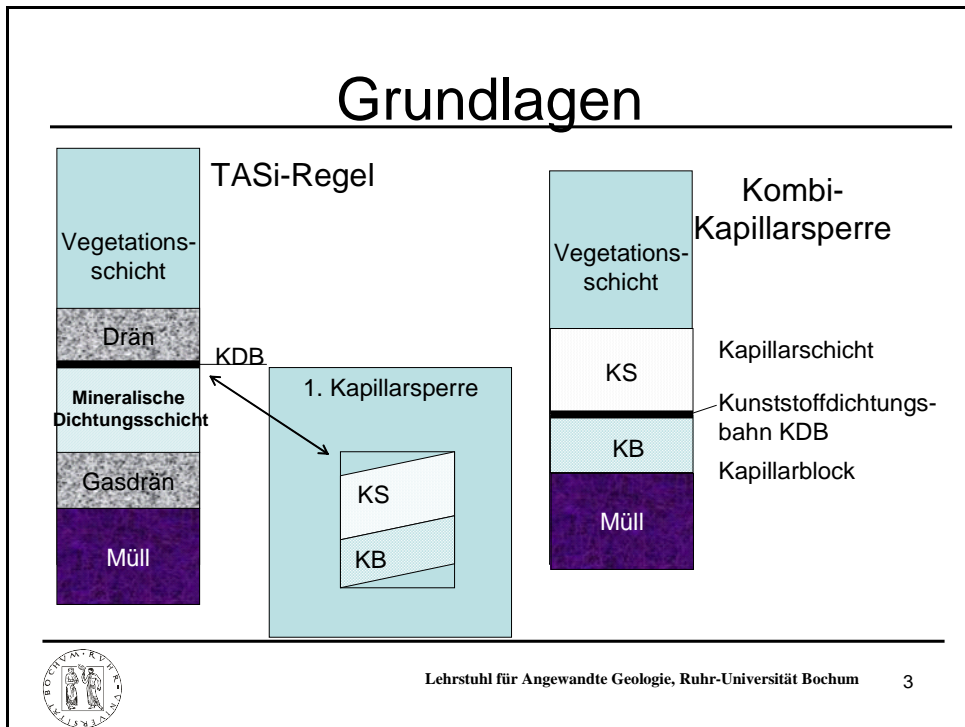 Grundlagen
TASi-Regel
Vegetations-
schicht
Drän
KDB
Mineralische
Dichtungsschicht
Gasdrän
Müll
1. Kapillarsperre
KS
KB
Kombi-
Kapillarsperre
Vegetations-
schicht
KS
KB
Müll
Kapillarschicht
Kunststoffdichtungs-
bahn KDB
Kapillarblock
Lehrstuhl für Angewandte Geologie, Ruhr-Universität Bochum
3